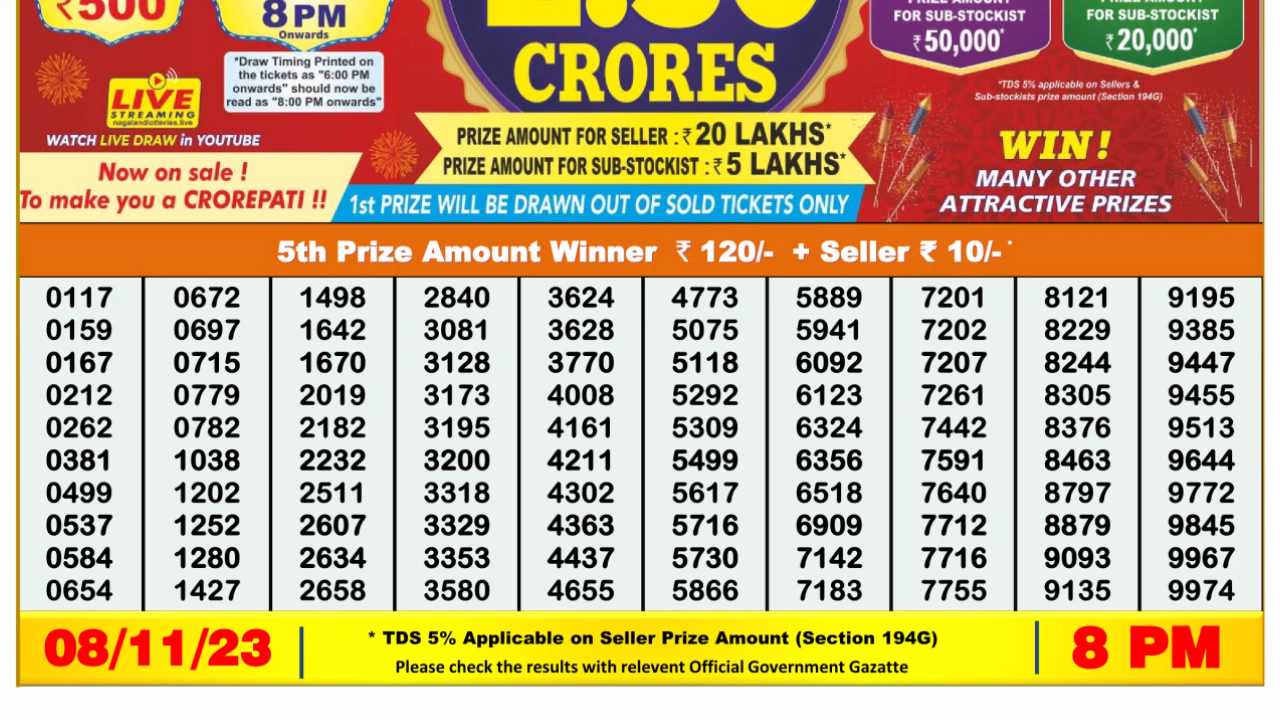 ₹500
8 PM
Onwards
*Draw Timing Printed on
the tickets as "6:00 PM
onwards" should now be
read as "8:00 PM onwards"
LIVE
STREAMING
nagalandlotteries.live
WATCH LIVE DRAW in YOUTUBE
Now on sale !
To make you a CROREPATI !!
CRORES
PRIZE AMOUNT FOR SELLER : ₹ 20 LAKHS*
PRIZE AMOUNT FOR SUB-STOCKIST : ₹ 5 LAKHS*
1st PRIZE WILL BE DRAWN OUT OF SOLD TICKETS ONLY
PRIZE AMOUNT
FOR SUB-STOCKIST
₹ 50,000*
PRIZE AMOUNT
FOR SUB-STOCKIST
₹ 20,000*
*TDS 5% applicable on Sellers &
Sub-stockists prize amount (Section 194G)
WIN !
MANY OTHER
ATTRACTIVE PRIZES
5th Prize Amount Winner ₹ 120/- + Seller ₹ 10/-*
0117 0672 1498 2840 3624 4773 5889 7201 8121 9195
0159 0697 1642 3081 3628 5075 5941 7202 8229 9385
0167 0715 1670 3128 3770 5118 6092 7207 8244 9447
0212 0779 2019 3173 4008 5292 6123 7261 8305 9455
0262 0782 2182 3195 4161 5309 6324 7442 8376 9513
0381 1038 2232 3200 4211 5499 6356 7591 8463 9644
0499 1202 2511 3318 4302 5617 6518 7640 8797 9772
0537 1252 2607 3329 4363 5716 6909 7712 8879 9845
0584 1280 2634 3353 4437 5730 7142 7716 9093 9967
0654 1427 2658 3580 4655 5866 7183 7755 9135 9974
08/11/23
* TDS 5% Applicable on Seller Prize Amount (Section 194G)
Please check the results with relevent Official Government Gazatte
8 PM